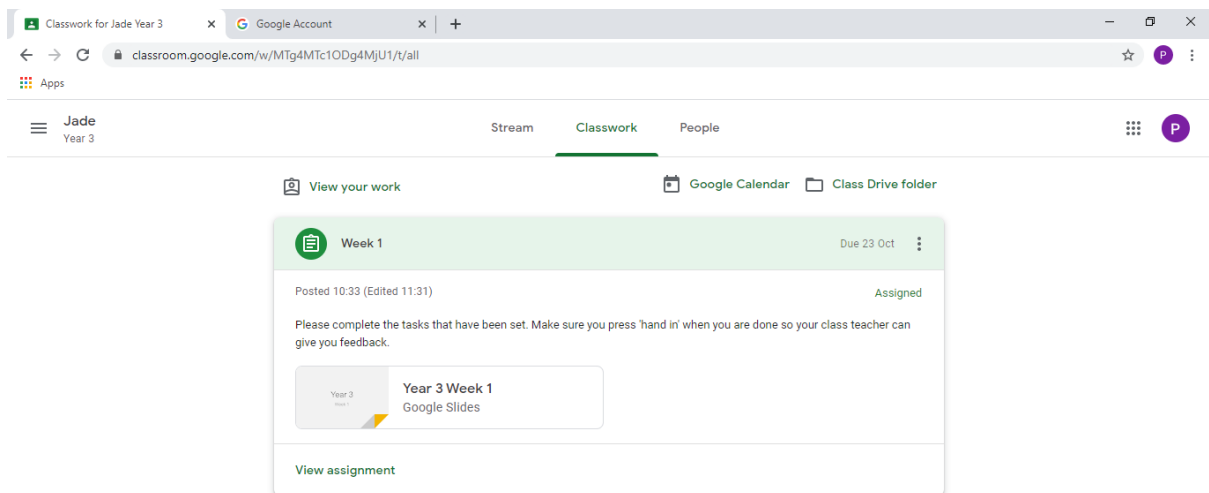 Classwork for Jade Year 3
Google Account
classroom.google.com/w/MTg4MTc1ODg4MjU1/t/all
P
Apps
Jade
Year 3
Stream Classwork People
P
View your work
Google Calendar Class Drive folder
Week 1
Due 23 Oct
Posted 10:33 (Edited 11:31)
Assigned
Please complete the tasks that have been set. Make sure you press 'hand in' when you are done so your class teacher can
give you feedback.
Year 3
Week 1
Year 3 Week 1
Google Slides
View assignment